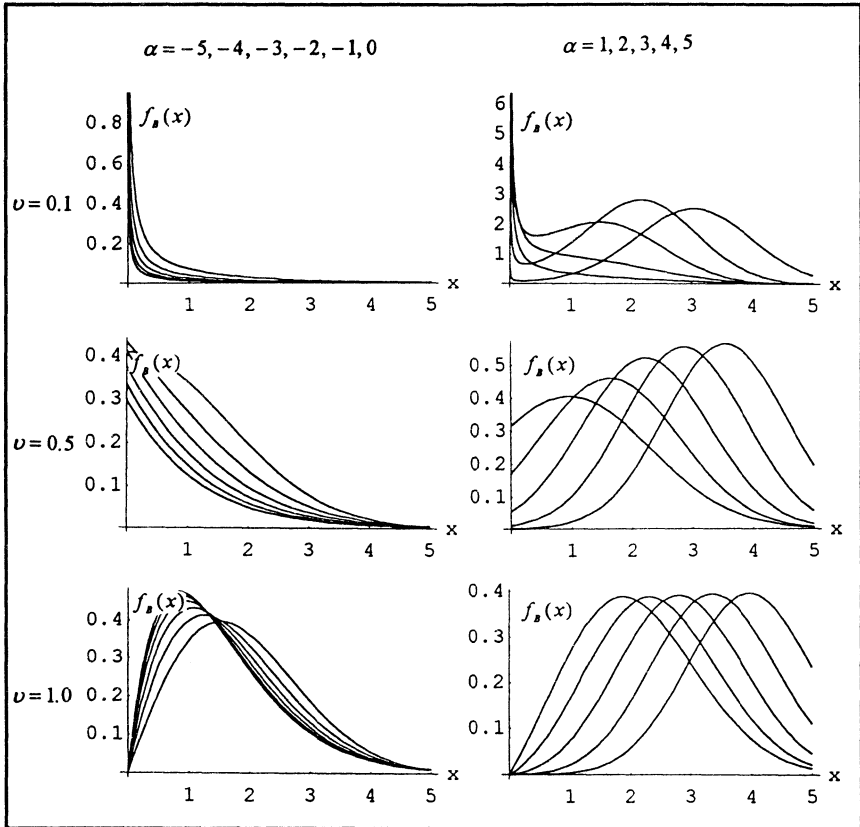 α = −5, −4, −3, −2, −1, 0
α = 1, 2, 3, 4, 5
υ = 0.1
f_B(x)
0.8
0.6
0.4
0.2
1 2 3 4 5 x
f_B(x)
6
5
4
3
2
1
1 2 3 4 5 x
υ = 0.5
f_B(x)
0.4
0.3
0.2
0.1
1 2 3 4 5 x
f_B(x)
0.5
0.4
0.3
0.2
0.1
1 2 3 4 5 x
υ = 1.0
f_B(x)
0.4
0.3
0.2
0.1
1 2 3 4 5 x
f_B(x)
0.4
0.3
0.2
0.1
1 2 3 4 5 x